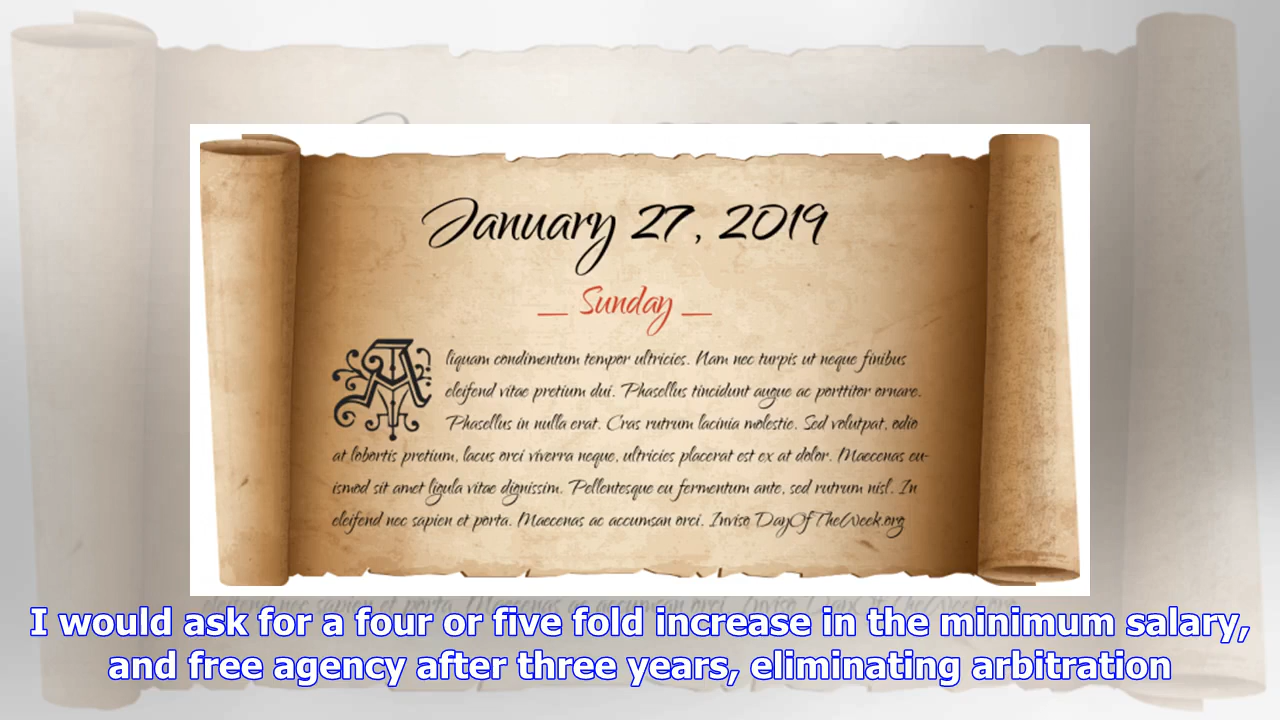 January 27, 2019
__ Sunday __
Aliquam condimentum tempor ultricies. Nam nec turpis ut neque finibus
eleifend vitae pretium dui. Phasellus tincidunt augue ac porttitor ornare.
Phasellus in nulla erat. Cras rutrum lacinia molestie. Sed volutpat, odio
at lobortis pretium, lacus orci viverra neque, ultricies placerat est ex at dolor. Maecenas eu-
ismod sit amet ligula vitae dignissim. Pellentesque eu fermentum ante, sed rutrum nisl. In
eleifend nec sapien et porta. Maecenas ac accumsan orci. Inviso DayOfTheWeek.org
I would ask for a four or five fold increase in the minimum salary,
and free agency after three years, eliminating arbitration